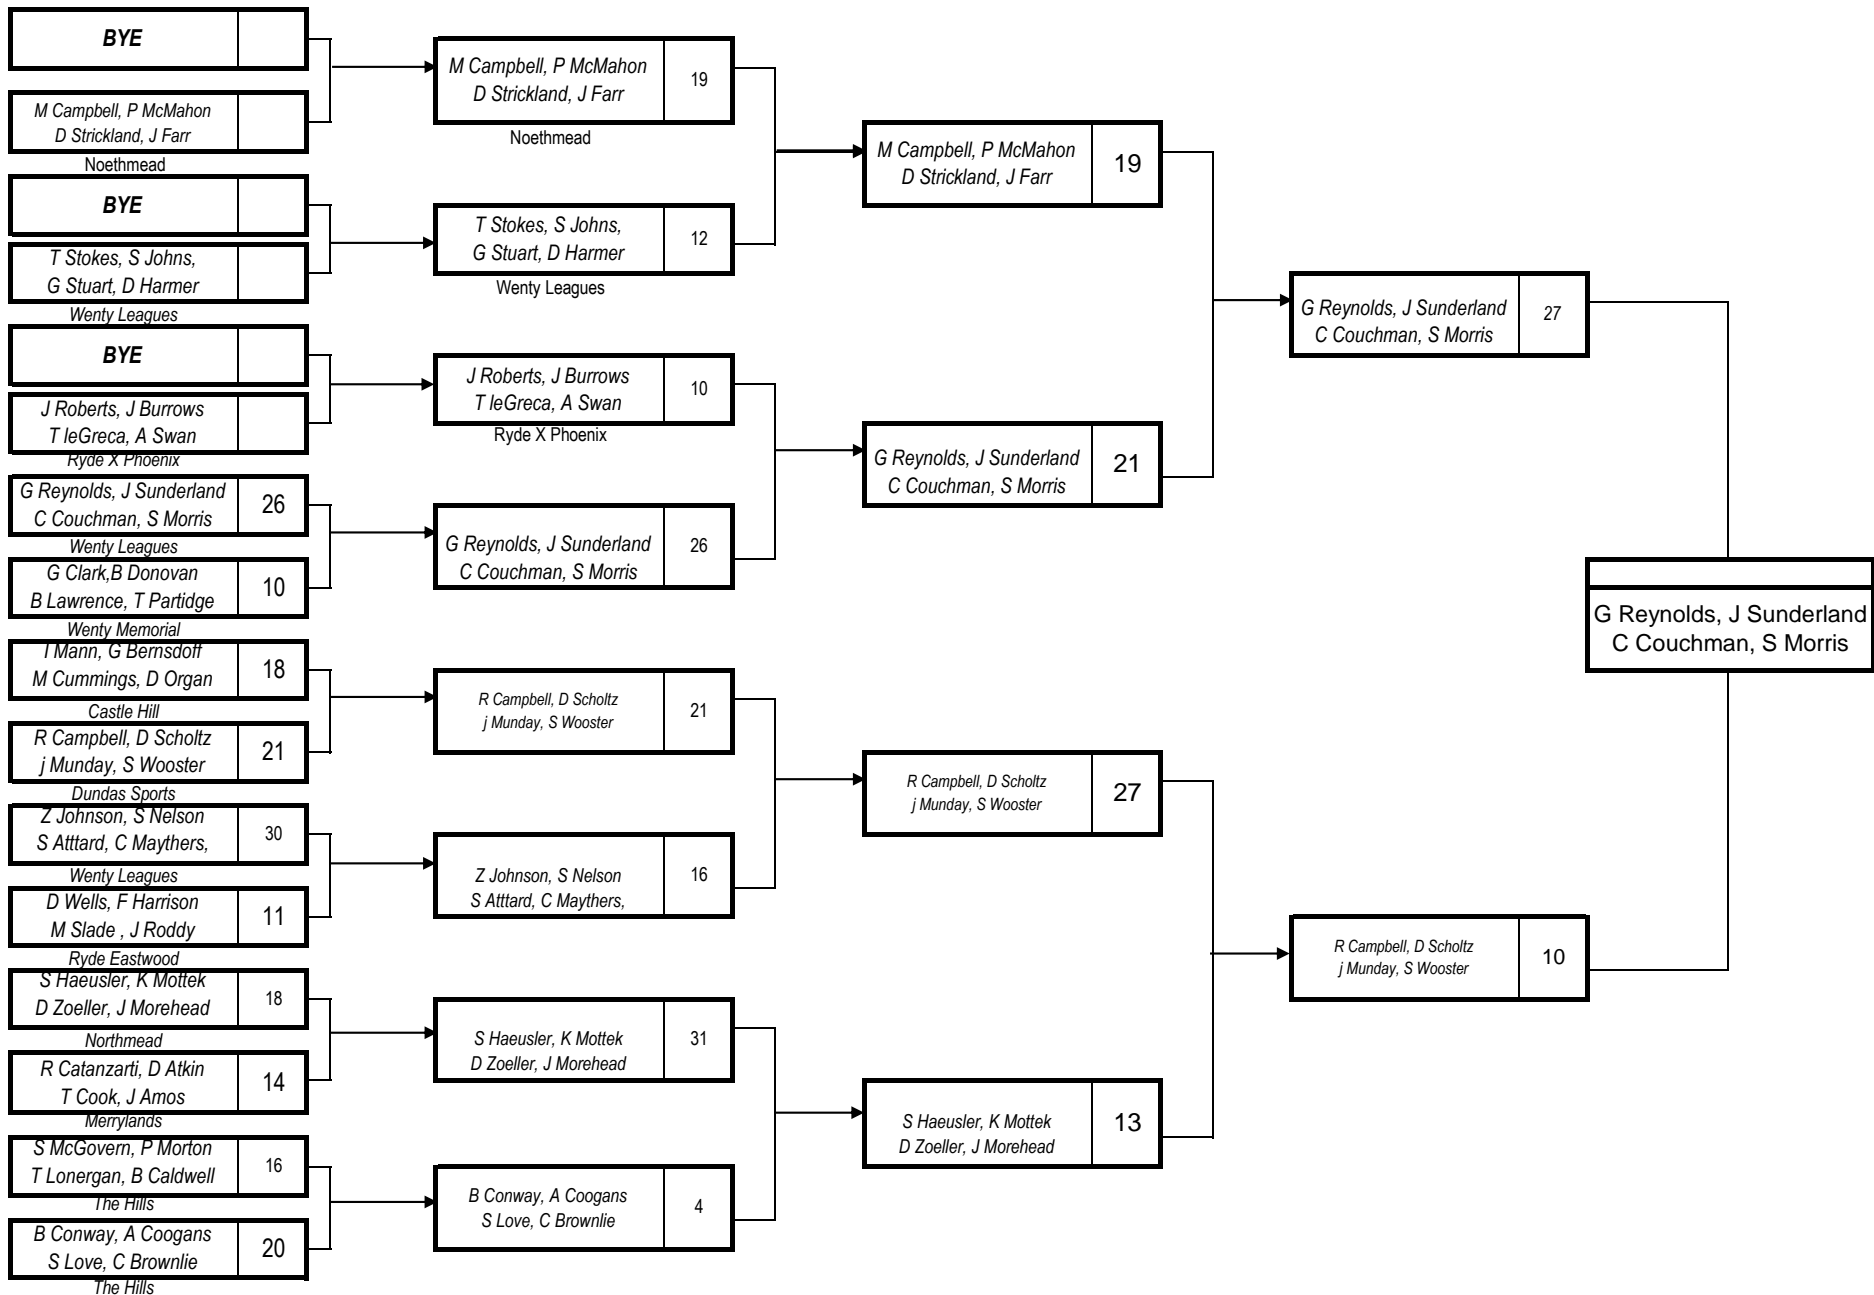 BYE
M Campbell, P McMahon
D Strickland, J Farr
Noethmead
BYE
T Stokes, S Johns,
G Stuart, D Harmer
Wenty Leagues
BYE
J Roberts, J Burrows
T leGreca, A Swan
Ryde X Phoenix
G Reynolds, J Sunderland
C Couchman, S Morris
26
Wenty Leagues
G Clark,B Donovan
B Lawrence, T Partidge
10
Wenty Memorial
I Mann, G Bernsdoff
M Cummings, D Organ
18
Castle Hill
R Campbell, D Scholtz
j Munday, S Wooster
21
Dundas Sports
Z Johnson, S Nelson
S Atttard, C Maythers,
30
Wenty Leagues
D Wells, F Harrison
M Slade , J Roddy
11
Ryde Eastwood
S Haeusler, K Mottek
D Zoeller, J Morehead
18
Northmead
R Catanzarti, D Atkin
T Cook, J Amos
14
Merrylands
S McGovern, P Morton
T Lonergan, B Caldwell
16
The Hills
B Conway, A Coogans
S Love, C Brownlie
20
The Hills
M Campbell, P McMahon
D Strickland, J Farr
19
Noethmead
T Stokes, S Johns,
G Stuart, D Harmer
12
Wenty Leagues
J Roberts, J Burrows
T leGreca, A Swan
10
Ryde X Phoenix
G Reynolds, J Sunderland
C Couchman, S Morris
26
R Campbell, D Scholtz
j Munday, S Wooster
21
Z Johnson, S Nelson
S Atttard, C Maythers,
16
S Haeusler, K Mottek
D Zoeller, J Morehead
31
B Conway, A Coogans
S Love, C Brownlie
4
M Campbell, P McMahon
D Strickland, J Farr
19
G Reynolds, J Sunderland
C Couchman, S Morris
21
R Campbell, D Scholtz
j Munday, S Wooster
27
S Haeusler, K Mottek
D Zoeller, J Morehead
13
G Reynolds, J Sunderland
C Couchman, S Morris
27
R Campbell, D Scholtz
j Munday, S Wooster
10
G Reynolds, J Sunderland
C Couchman, S Morris